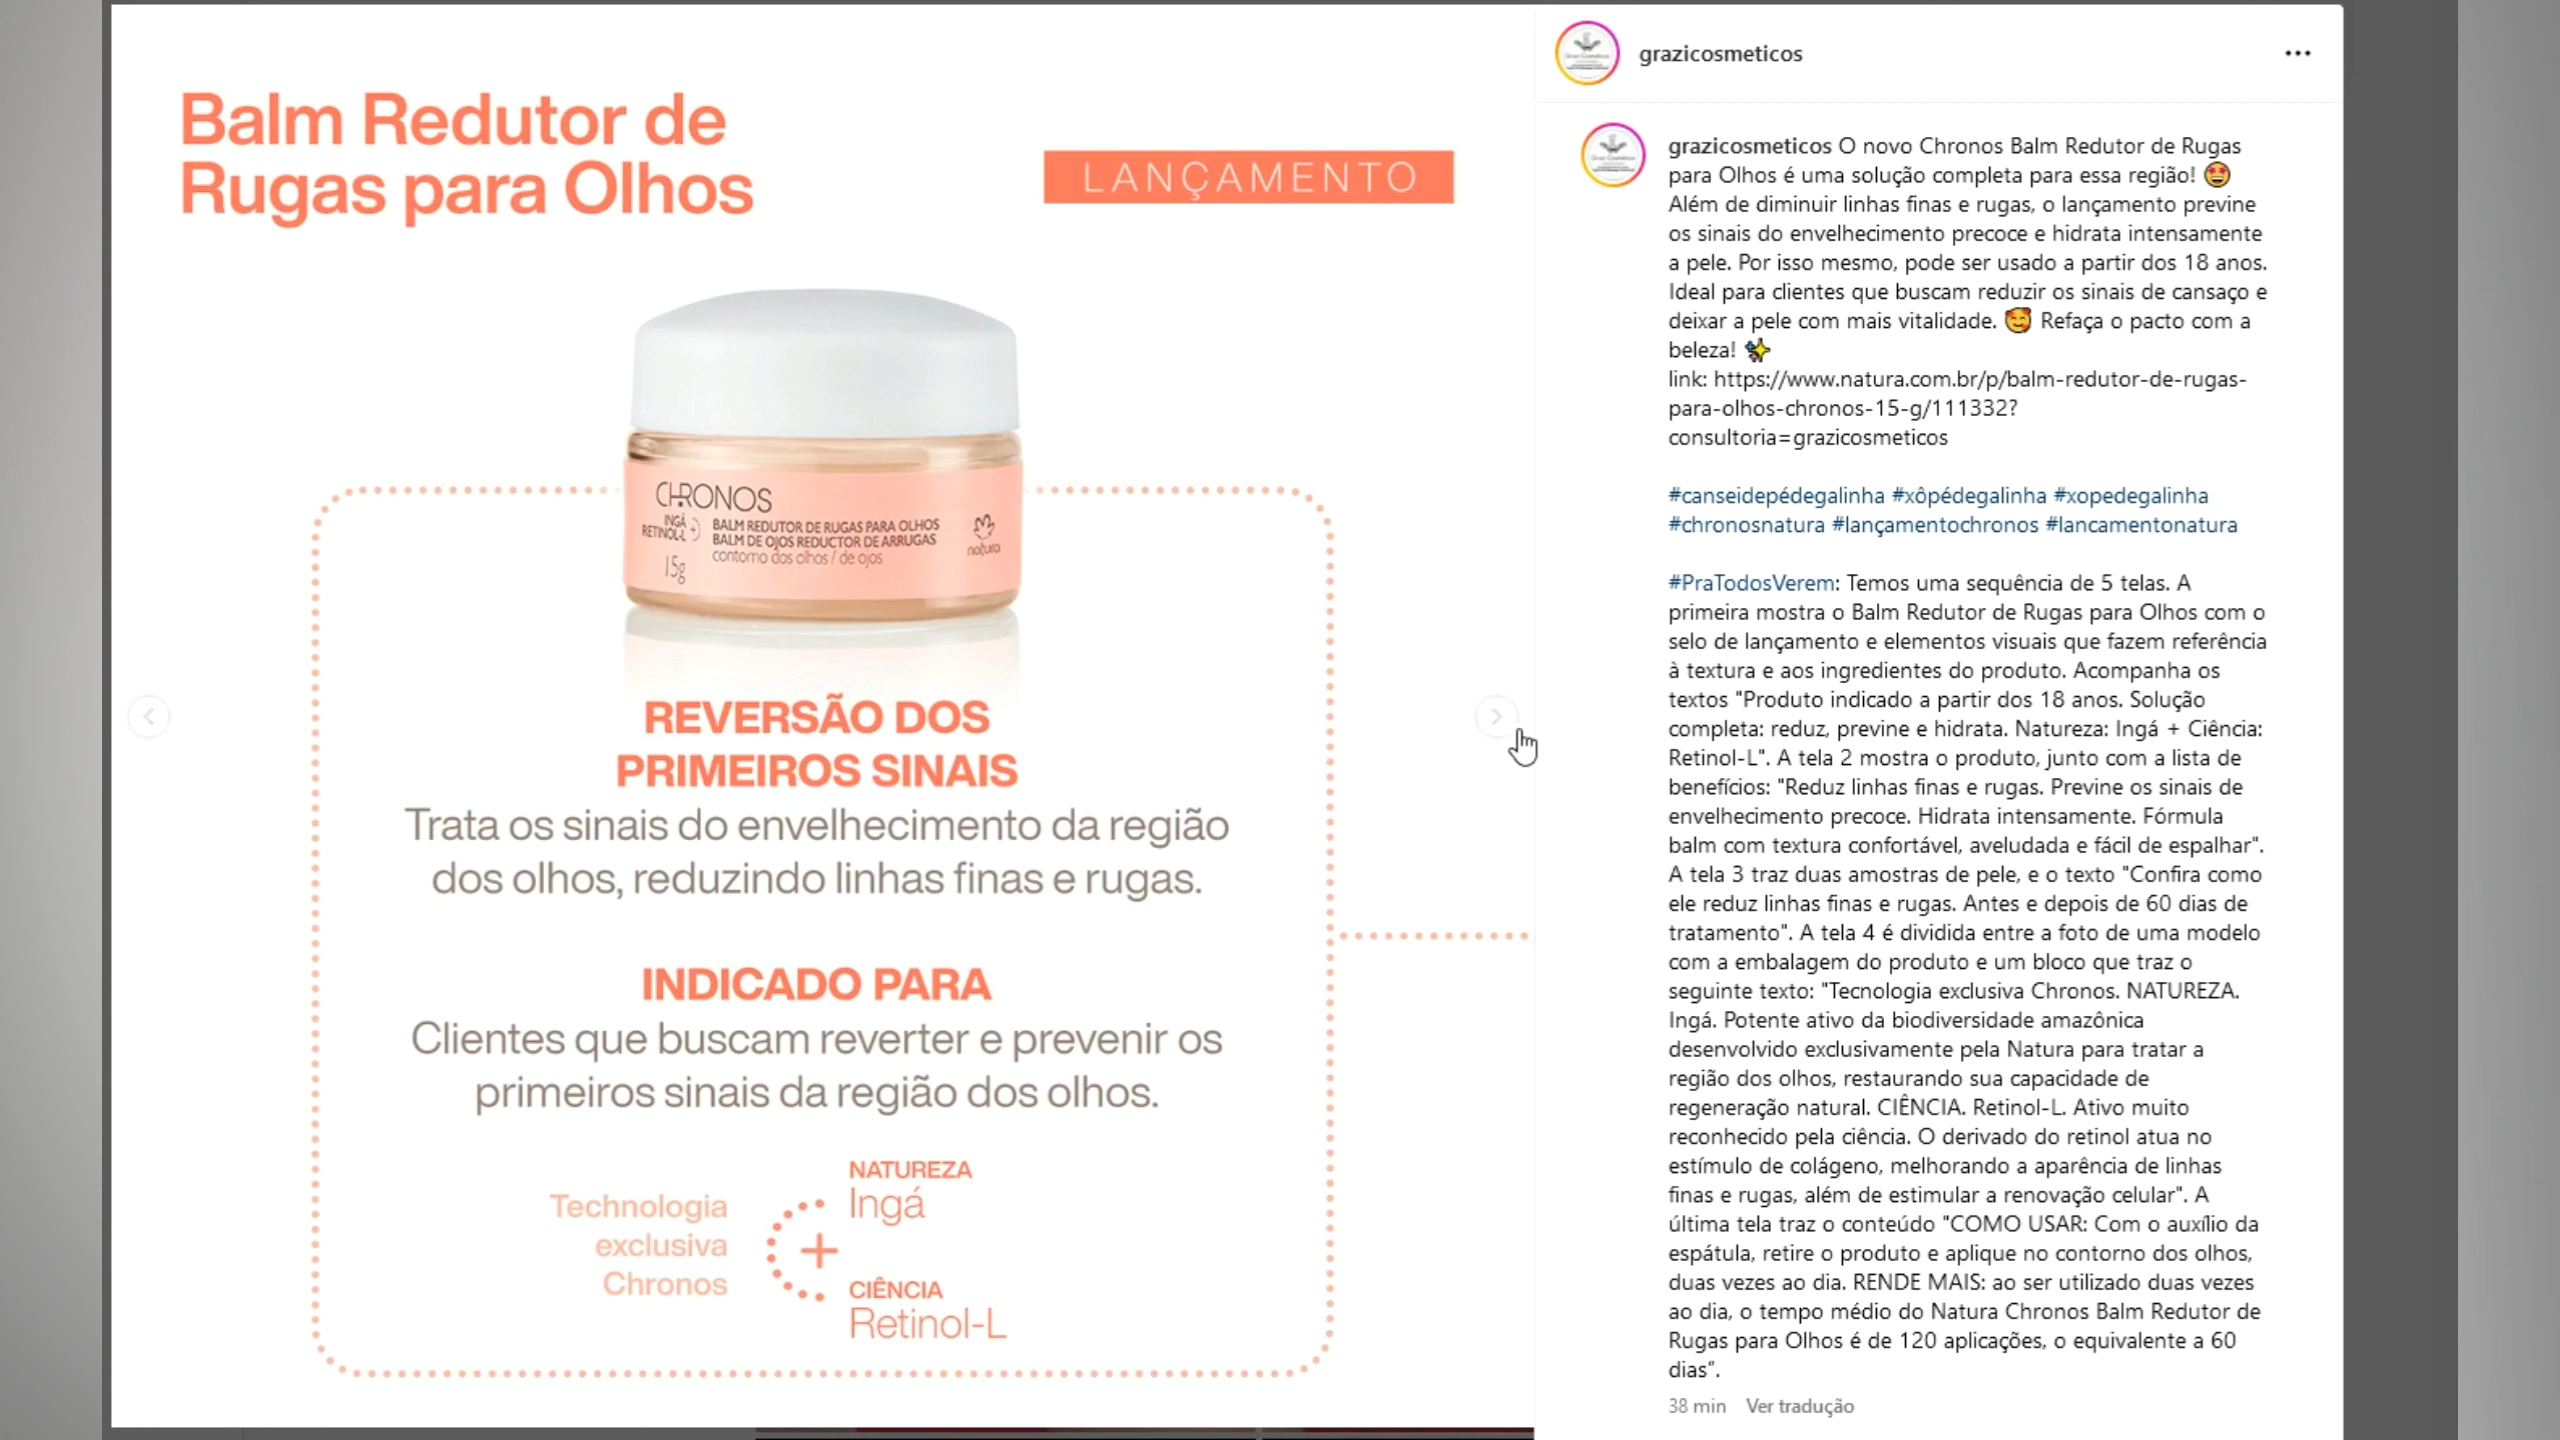 Balm Redutor de
Rugas para Olhos
LANÇAMENTO
CHRONOS
INGÁ
RETINOL-L
+
BALM REDUTOR DE RUGAS PARA OLHOS
BALM DE OJOS REDUCTOR DE ARRUGAS
contorno dos olhos / de ojos
15g
natura
REVERSÃO DOS
PRIMEIROS SINAIS
Trata os sinais do envelhecimento da região
dos olhos, reduzindo linhas finas e rugas.
INDICADO PARA
Clientes que buscam reverter e prevenir os
primeiros sinais da região dos olhos.
Technologia
exclusiva
Chronos
NATUREZA
Ingá
+
CIÊNCIA
Retinol-L
grazicosmeticos
grazicosmeticos O novo Chronos Balm Redutor de Rugas
para Olhos é uma solução completa para essa região! 🤩
Além de diminuir linhas finas e rugas, o lançamento previne
os sinais do envelhecimento precoce e hidrata intensamente
a pele. Por isso mesmo, pode ser usado a partir dos 18 anos.
Ideal para clientes que buscam reduzir os sinais de cansaço e
deixar a pele com mais vitalidade. 🥰 Refaça o pacto com a
beleza! ✨
link: https://www.natura.com.br/p/balm-redutor-de-rugas-
para-olhos-chronos-15-g/111332?
consultoria=grazicosmeticos
#canseidepédegalinha #xôpédegalinha #xopedegalinha
#chronosnatura #lançamentochronos #lancamentonatura
#PraTodosVerem: Temos uma sequência de 5 telas. A
primeira mostra o Balm Redutor de Rugas para Olhos com o
selo de lançamento e elementos visuais que fazem referência
à textura e aos ingredientes do produto. Acompanha os
textos "Produto indicado a partir dos 18 anos. Solução
completa: reduz, previne e hidrata. Natureza: Ingá + Ciência:
Retinol-L". A tela 2 mostra o produto, junto com a lista de
benefícios: "Reduz linhas finas e rugas. Previne os sinais de
envelhecimento precoce. Hidrata intensamente. Fórmula
balm com textura confortável, aveludada e fácil de espalhar".
A tela 3 traz duas amostras de pele, e o texto "Confira como
ele reduz linhas finas e rugas. Antes e depois de 60 dias de
tratamento". A tela 4 é dividida entre a foto de uma modelo
com a embalagem do produto e um bloco que traz o
seguinte texto: "Tecnologia exclusiva Chronos. NATUREZA.
Ingá. Potente ativo da biodiversidade amazônica
desenvolvido exclusivamente pela Natura para tratar a
região dos olhos, restaurando sua capacidade de
regeneração natural. CIÊNCIA. Retinol-L. Ativo muito
reconhecido pela ciência. O derivado do retinol atua no
estímulo de colágeno, melhorando a aparência de linhas
finas e rugas, além de estimular a renovação celular". A
última tela traz o conteúdo "COMO USAR: Com o auxílio da
espátula, retire o produto e aplique no contorno dos olhos,
duas vezes ao dia. RENDE MAIS: ao ser utilizado duas vezes
ao dia, o tempo médio do Natura Chronos Balm Redutor de
Rugas para Olhos é de 120 aplicações, o equivalente a 60
dias".
38 min Ver tradução